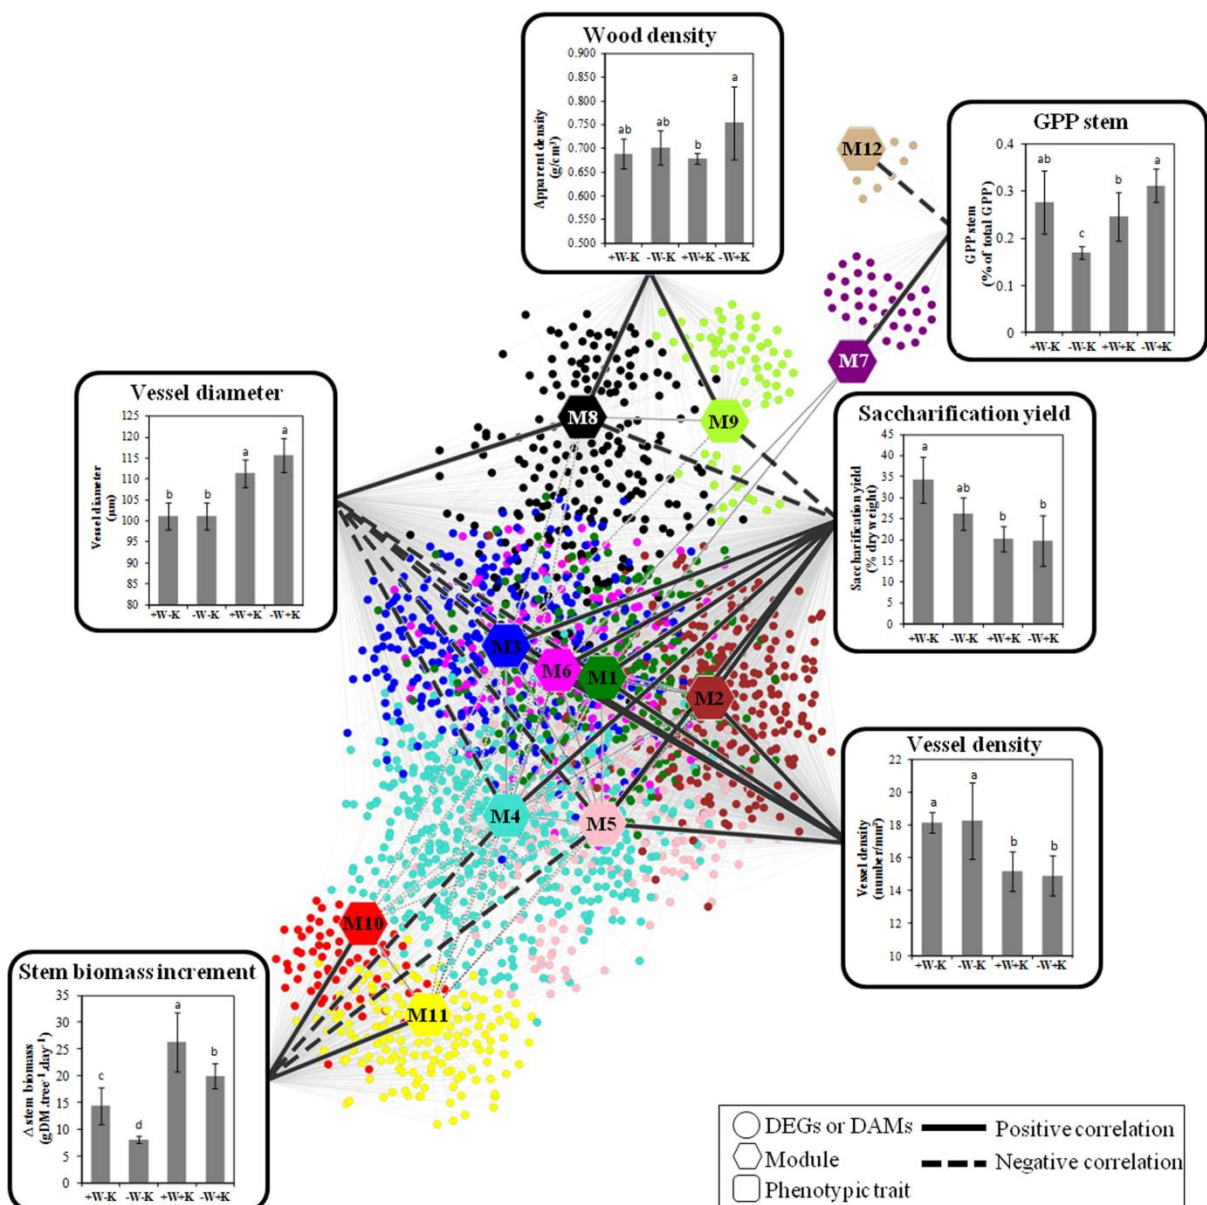 Wood density
Apparent density
(g/cm³)
0.900
0.850
0.800
0.750
0.700
0.650
0.600
0.550
0.500
ab
ab
b
a
+W-K -W-K +W+K -W+K
GPP stem
GPP stem
(% of total GPP)
0.4
0.3
0.2
0.1
0
ab
c
b
a
+W-K -W-K +W+K -W+K
M12
M7
Vessel diameter
Vessel diameter
(µm)
125
120
115
110
105
100
95
90
85
80
b
b
a
a
+W-K -W-K +W+K -W+K
M8
M9
Saccharification yield
Saccharification yield
(% dry weight)
45
40
35
30
25
20
15
10
5
0
a
ab
b
b
+W-K -W-K +W+K -W+K
M3
M6
M1
M2
M4
M5
Vessel density
Vessel density
(number/mm²)
22
20
18
16
14
12
10
a
a
b
b
+W-K -W-K +W+K -W+K
M10
M11
Stem biomass increment
Δ stem biomass
(gDM.tree⁻¹.day⁻¹)
35
30
25
20
15
10
5
0
c
d
a
b
+W-K -W-K +W+K -W+K
DEGs or DAMs
Module
Phenotypic trait
Positive correlation
Negative correlation